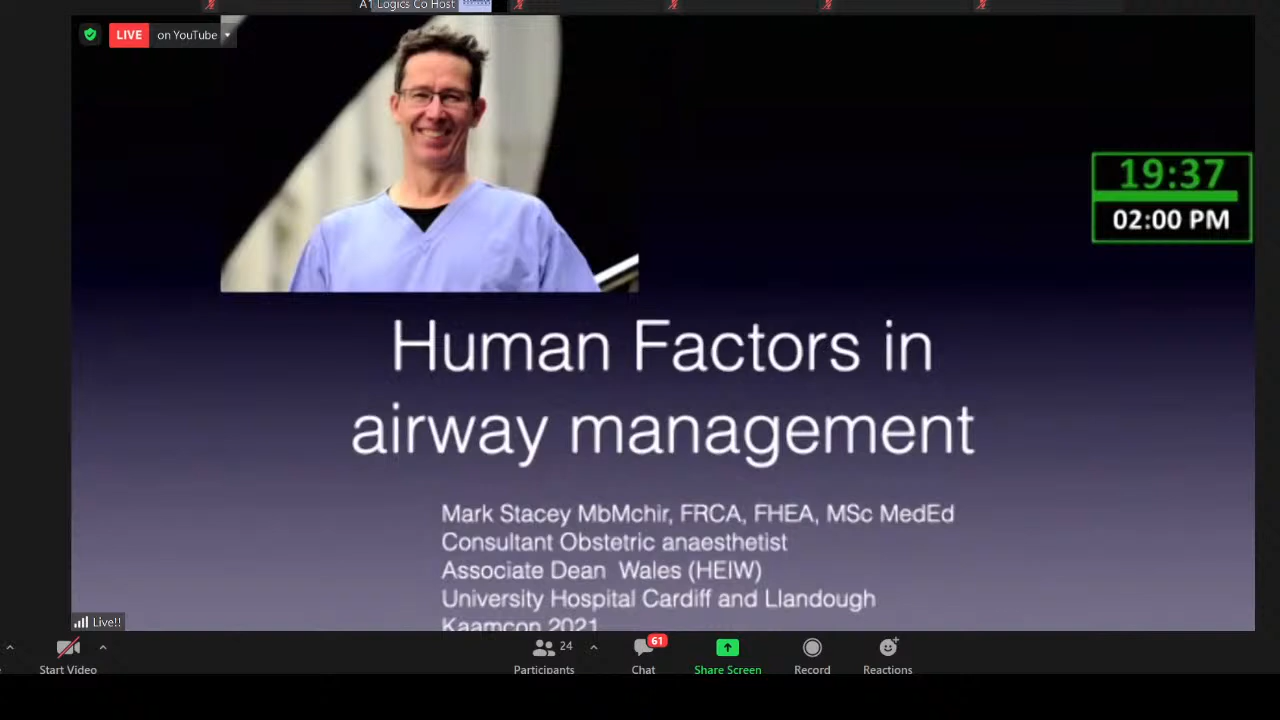 A1 Logics Co Host
LIVE on YouTube
19:37
02:00 PM
Human Factors in
airway management
Mark Stacey MbMchir, FRCA, FHEA, MSc MedEd
Consultant Obstetric anaesthetist
Associate Dean Wales (HEIW)
University Hospital Cardiff and Llandough
Kaamcon 2021
Live!!
24
61
Start Video
Participants
Chat
Share Screen
Record
Reactions